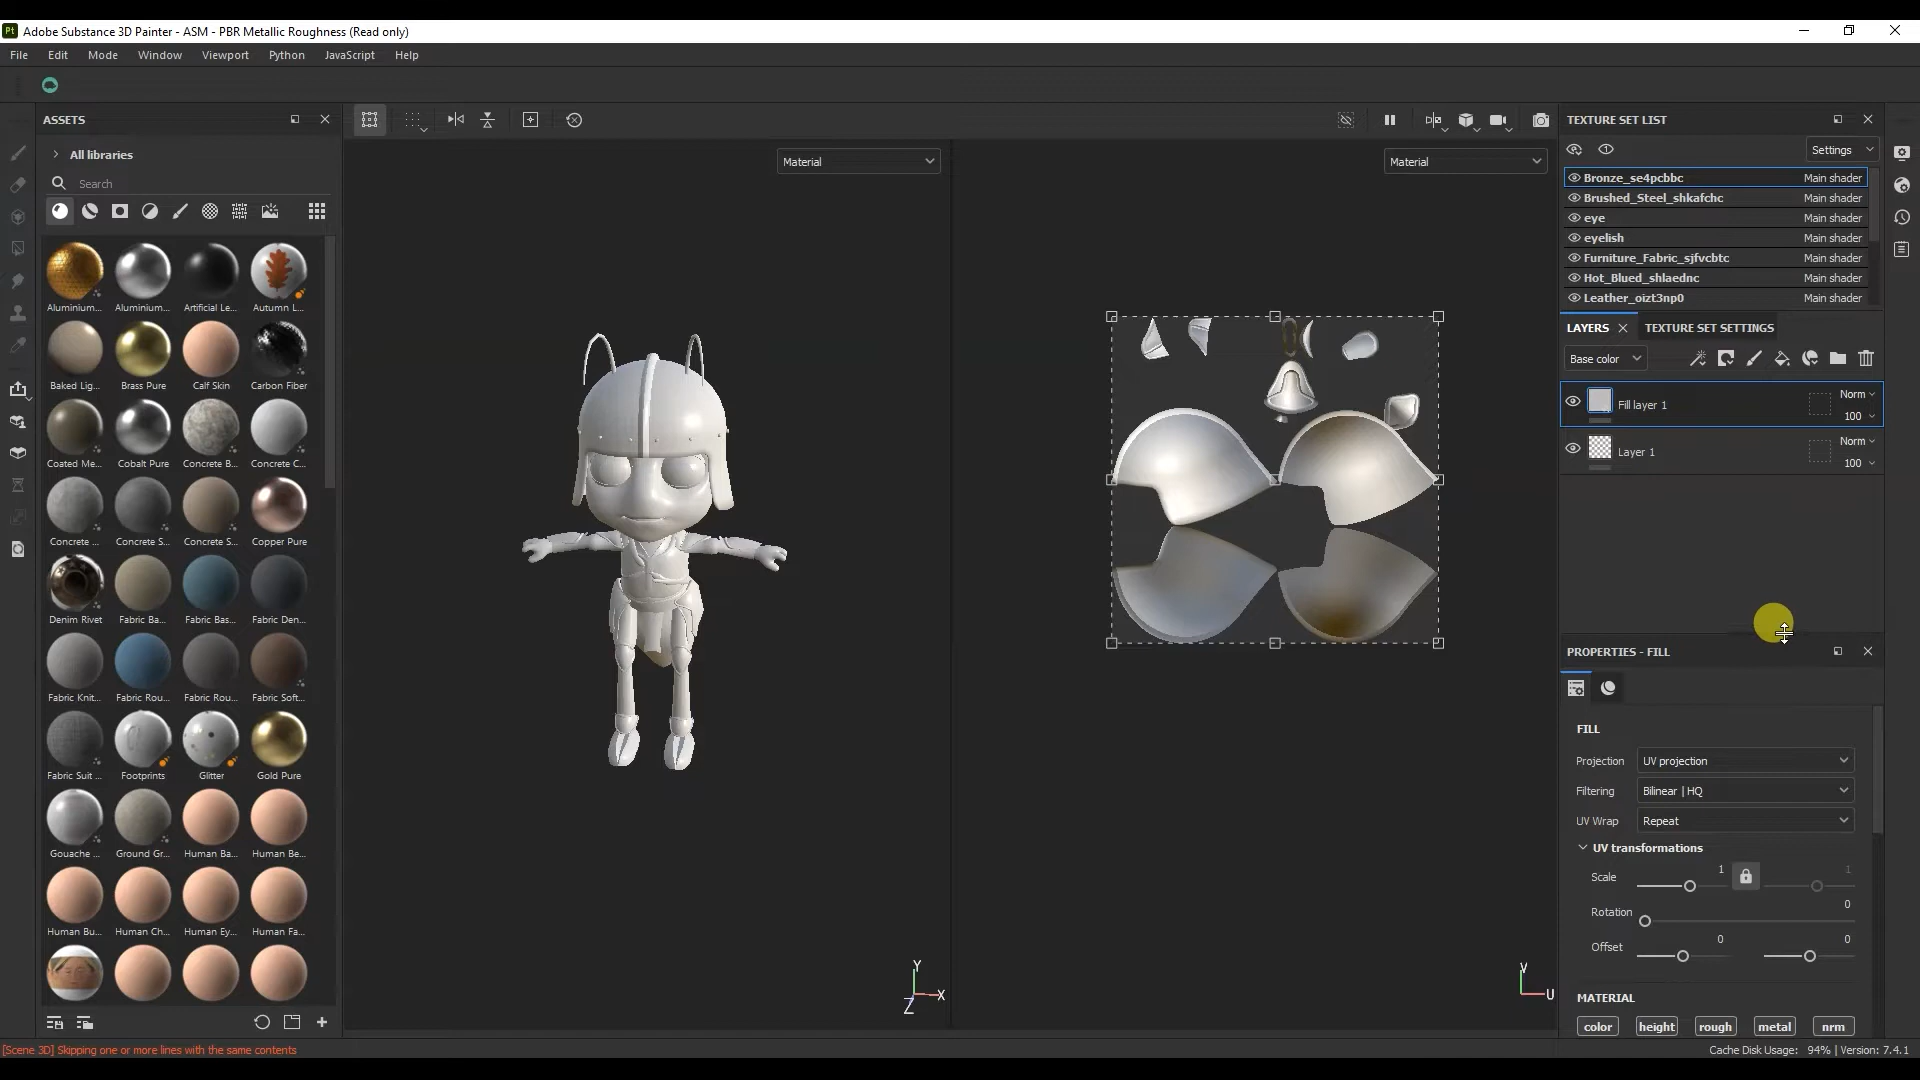 Pt Adobe Substance 3D Painter - ASM - PBR Metallic Roughness (Read only)
File Edit Mode Window Viewport Python JavaScript Help
ASSETS
All libraries
Search
Aluminium... Aluminium... Artificial Le... Autumn L...
Baked Lig... Brass Pure Calf Skin Carbon Fiber
Coated Me... Cobalt Pure Concrete B... Concrete C...
Concrete ... Concrete S... Concrete S... Copper Pure
Denim Rivet Fabric Ba... Fabric Bas... Fabric Den...
Fabric Knit... Fabric Rou... Fabric Rou... Fabric Soft...
Fabric Suit ... Footprints Glitter Gold Pure
Gouache ... Ground Gr... Human Ba... Human Be...
Human Bu... Human Ch... Human Ey... Human Fa...
Material
Material
Y
X
Z
V
U
TEXTURE SET LIST
Settings
Bronze_se4pcbbc Main shader
Brushed_Steel_shkafchc Main shader
eye Main shader
eyelish Main shader
Furniture_Fabric_sjfvcbtc Main shader
Hot_Blued_shlaednc Main shader
Leather_oizt3np0 Main shader
LAYERS TEXTURE SET SETTINGS
Base color
Fill layer 1 Norm
100
Layer 1 Norm
100
PROPERTIES - FILL
FILL
Projection UV projection
Filtering Bilinear | HQ
UV Wrap Repeat
UV transformations
Scale 1 1
Rotation 0
Offset 0 0
MATERIAL
color height rough metal nrm
[Scene 3D] Skipping one or more lines with the same contents
Cache Disk Usage: 94% | Version: 7.4.1